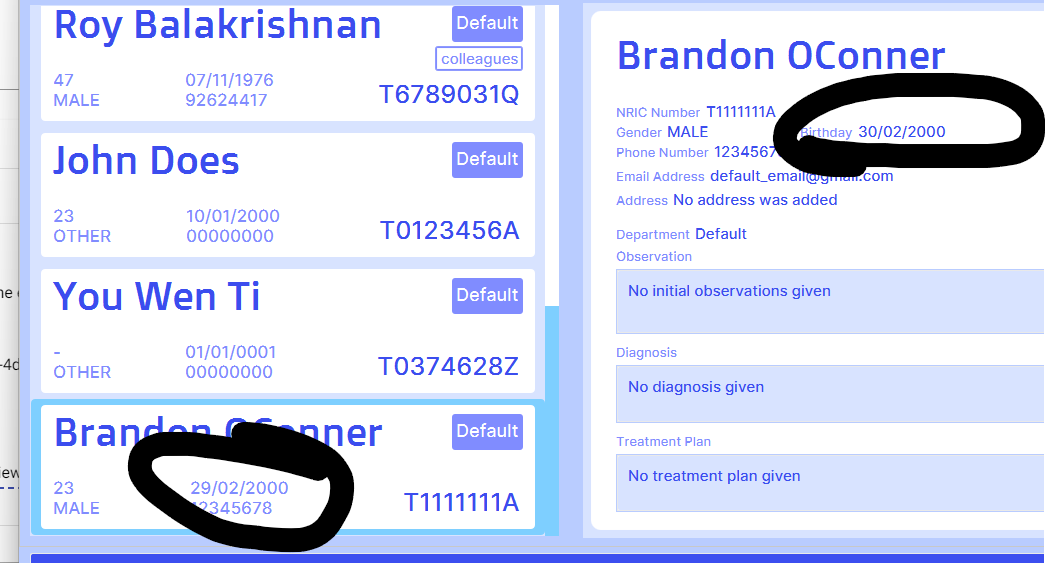 Roy Balakrishnan
Default
colleagues
47
07/11/1976
MALE
92624417
T6789031Q
John Does
Default
23
10/01/2000
OTHER
00000000
T0123456A
You Wen Ti
Default
-
01/01/0001
OTHER
00000000
T0374628Z
Brandon OConner
Default
23
29/02/2000
MALE
12345678
T1111111A
Brandon OConner
NRIC Number T1111111A
Gender MALE
Birthday 30/02/2000
Phone Number 1234567
Email Address default_email@gmail.com
Address No address was added
Department Default
Observation
No initial observations given
Diagnosis
No diagnosis given
Treatment Plan
No treatment plan given